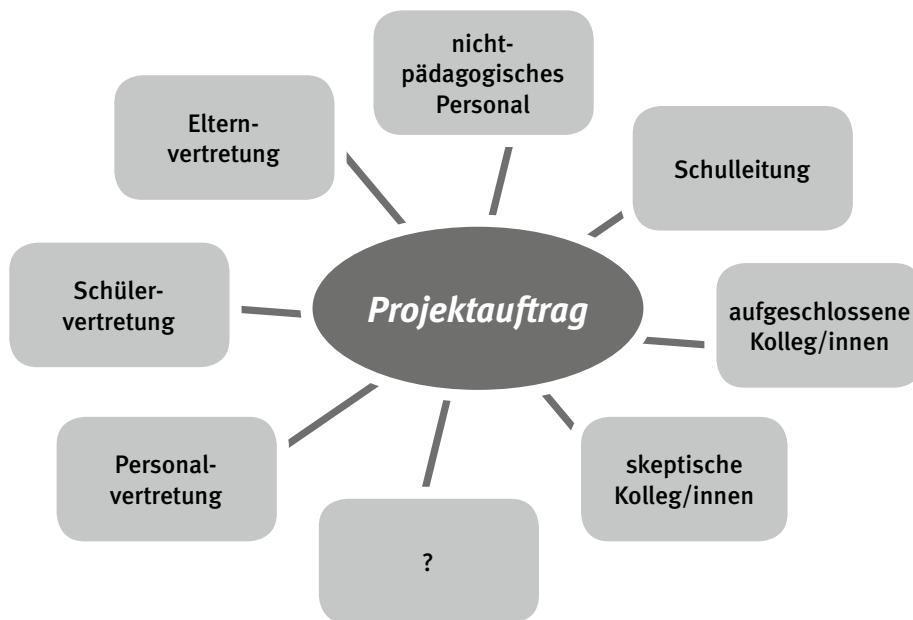 nicht-
pädagogisches
Personal
Eltern-
vertretung
Schulleitung
Schüler-
vertretung
Projektauftrag
aufgeschlossene
Kolleg/innen
Personal-
vertretung
skeptische
Kolleg/innen
?